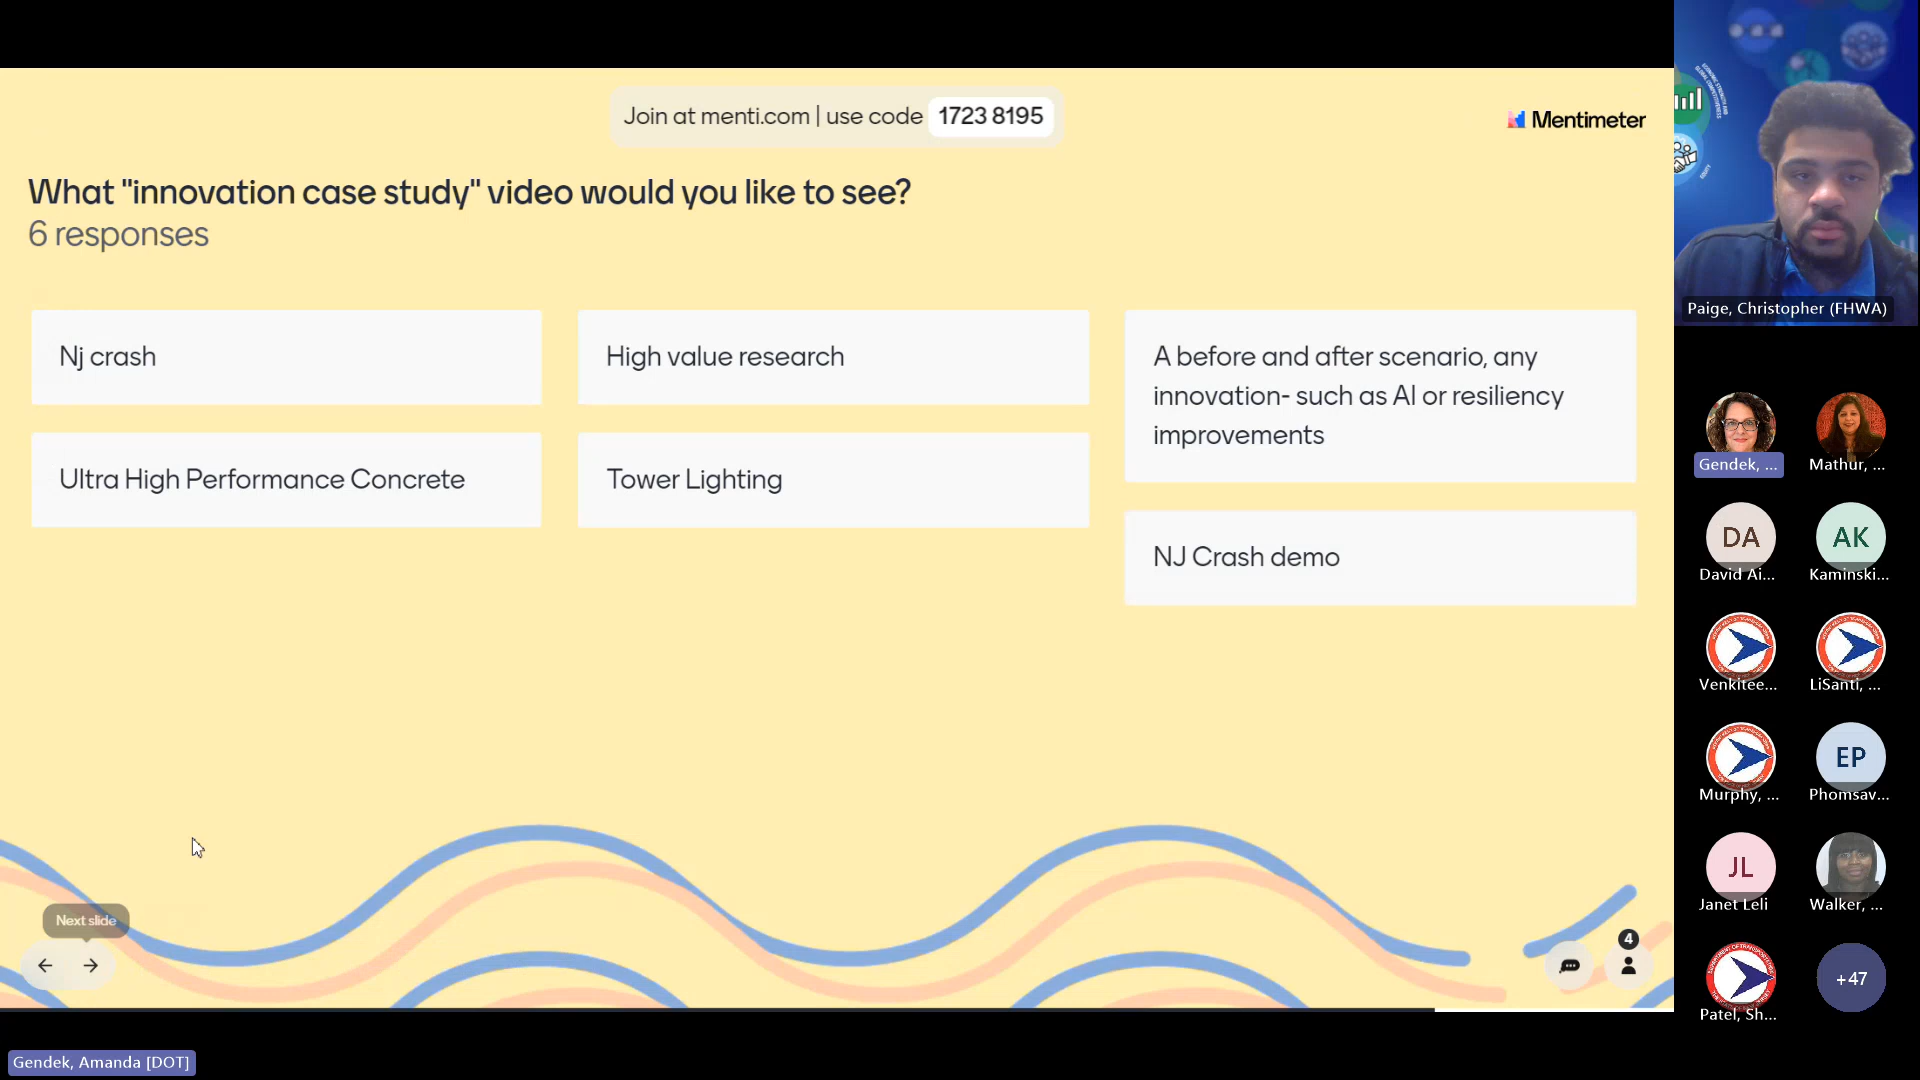 Join at menti.com | use code 1723 8195
Mentimeter
What "innovation case study" video would you like to see?
6 responses
Nj crash
High value research
A before and after scenario, any
innovation- such as AI or resiliency
improvements
Ultra High Performance Concrete
Tower Lighting
NJ Crash demo
Next slide
4
Paige, Christopher (FHWA)
Gendek, ...
Mathur, ...
DA
AK
David Ai...
Kaminski...
Venkitee...
LiSanti, ...
EP
Murphy, ...
Phomsav...
JL
Janet Leli
Walker, ...
+47
Patel, Sh...
Gendek, Amanda [DOT]